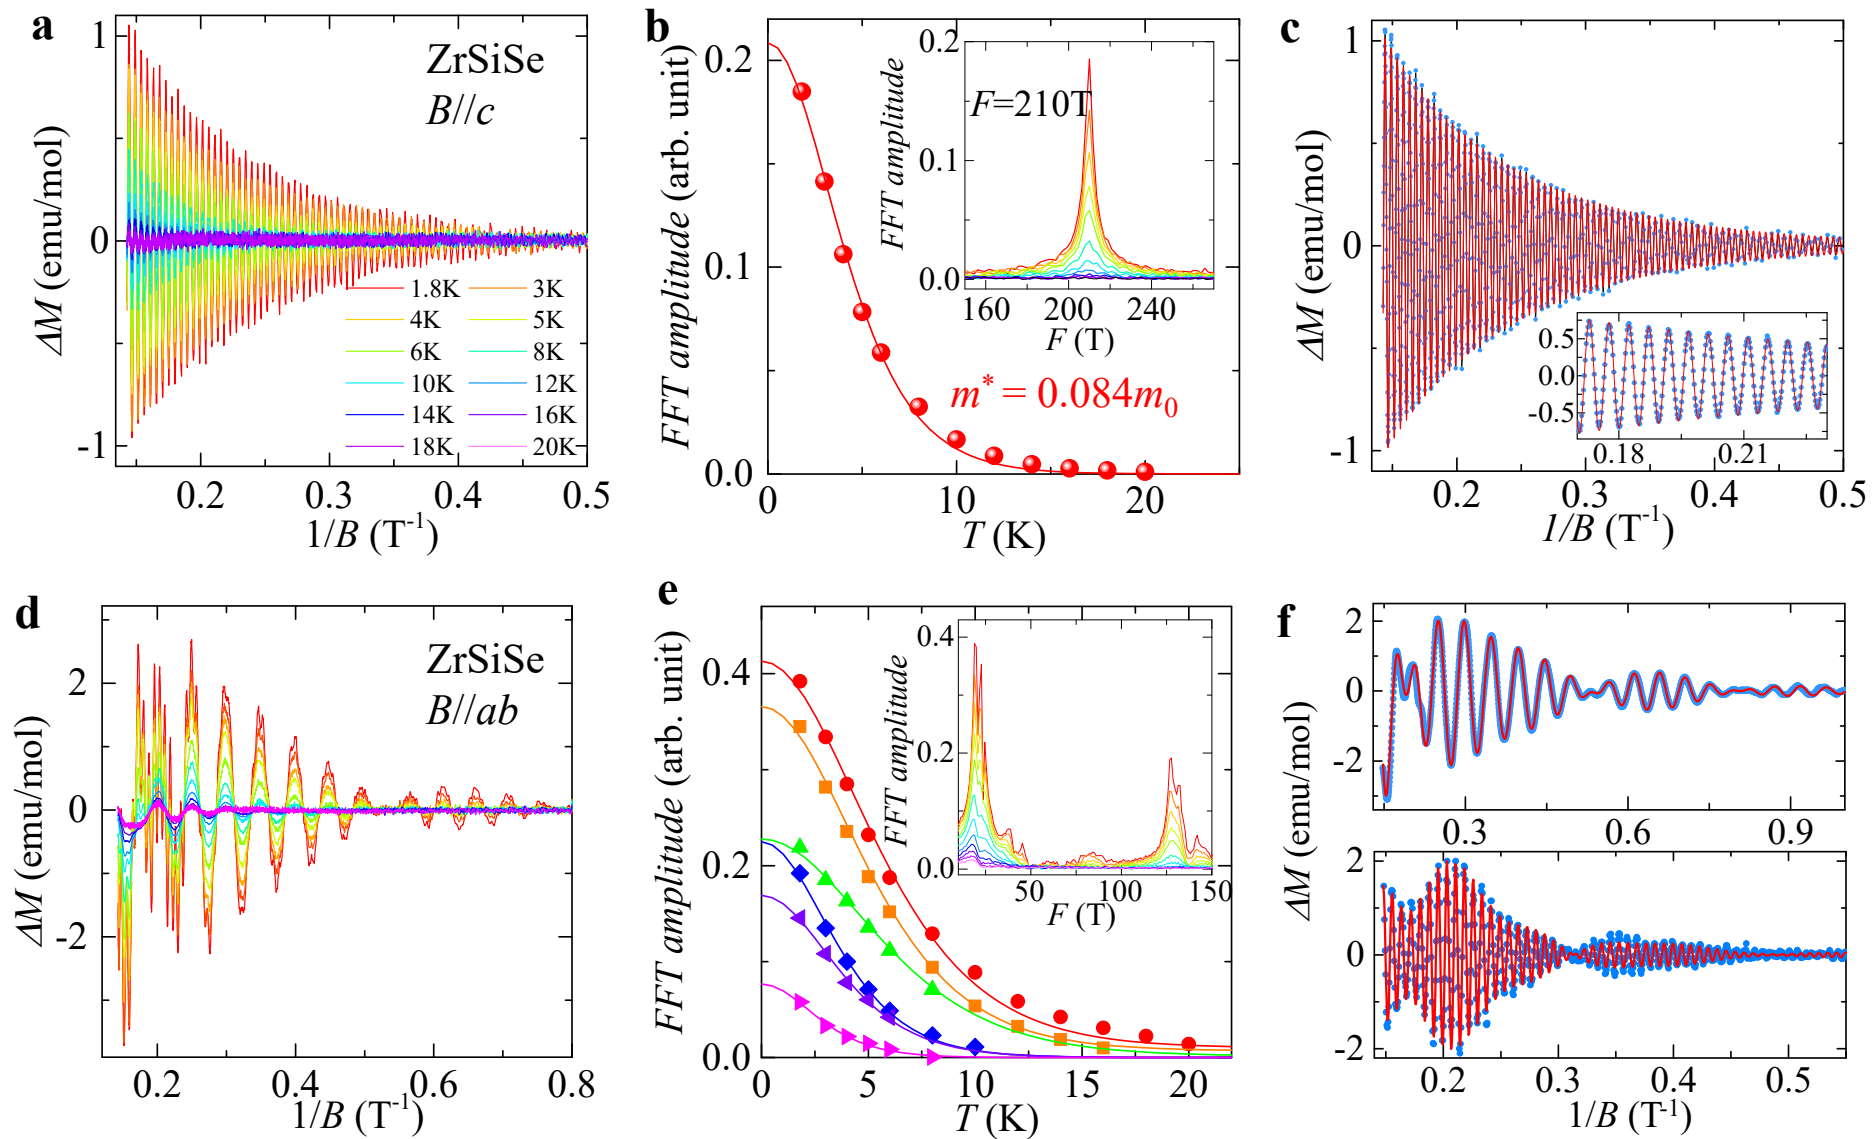 a
ZrSiSe
B//c
1
0
-1
ΔM (emu/mol)
1.8K 3K
4K 5K
6K 8K
10K 12K
14K 16K
18K 20K
0.2 0.3 0.4 0.5
1/B (T-1)
b
0.2
0.1
0.0
FFT amplitude (arb. unit)
0.2
0.1
0.0
FFT amplitude
F=210T
160 200 240
F (T)
m* = 0.084m0
0 10 20
T (K)
c
1
0
-1
ΔM (emu/mol)
0.5
0.0
-0.5
0.18 0.21
0.2 0.3 0.4 0.5
1/B (T-1)
d
ZrSiSe
B//ab
2
0
-2
ΔM (emu/mol)
0.2 0.4 0.6 0.8
1/B (T-1)
e
0.4
0.2
0.0
FFT amplitude (arb. unit)
0.4
0.2
0.0
FFT amplitude
50 100 150
F (T)
0 5 10 15 20
T (K)
f
2
0
-2
0.3 0.6 0.9
ΔM (emu/mol)
2
0
-2
0.2 0.3 0.4 0.5
1/B (T-1)